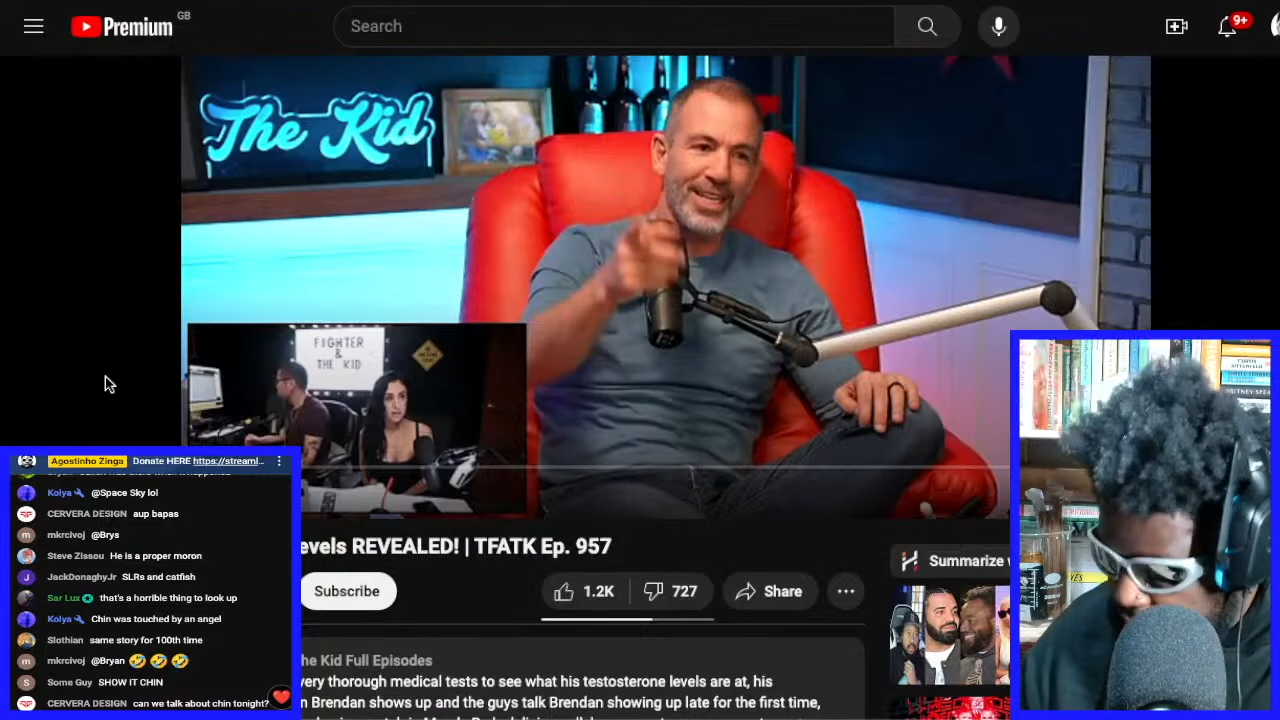 Premium
GB
Search
9+
The Kid
FIGHTER
&
THE KID
evels REVEALED! | TFATK Ep. 957
Subscribe
1.2K
727
Share
Summarize
he Kid Full Episodes
very thorough medical tests to see what his testosterone levels are at, his
n Brendan shows up and the guys talk Brendan showing up late for the first time,
Agostinho Zinga Donate HERE https://streaml...
Kolya @Space Sky lol
CERVERA DESIGN aup bapas
mkrcivoj @Brys
Steve Zissou He is a proper moron
JackDonaghyJr SLRs and catfish
Sar Lux that's a horrible thing to look up
Kolya Chin was touched by an angel
Slothian same story for 100th time
mkrcivoj @Bryan 🤣 🤣 🤣
Some Guy SHOW IT CHIN
CERVERA DESIGN can we talk about chin tonight?
CURTIS
SITTENFELD
BRITNEY SPEA